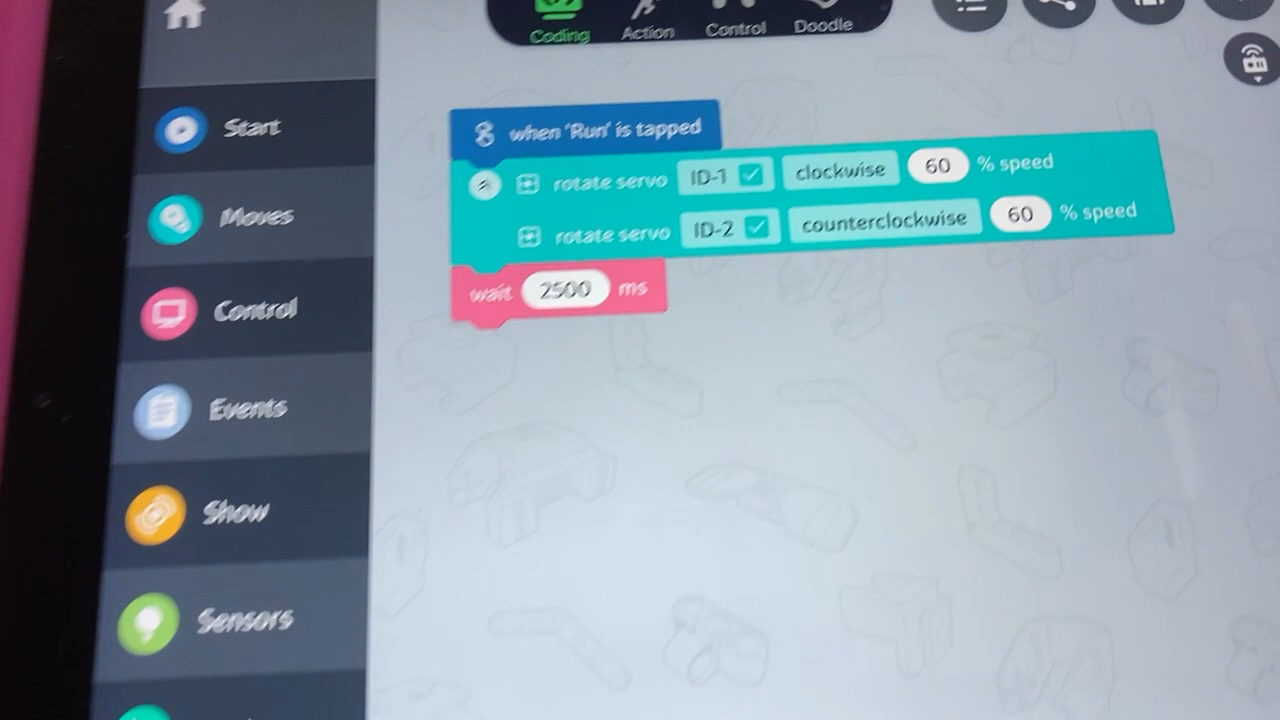 Coding Action Control Doodle
Start
Moves
Control
Events
Show
Sensors
when 'Run' is tapped
rotate servo ID-1 clockwise 60 % speed
rotate servo ID-2 counterclockwise 60 % speed
wait 2500 ms